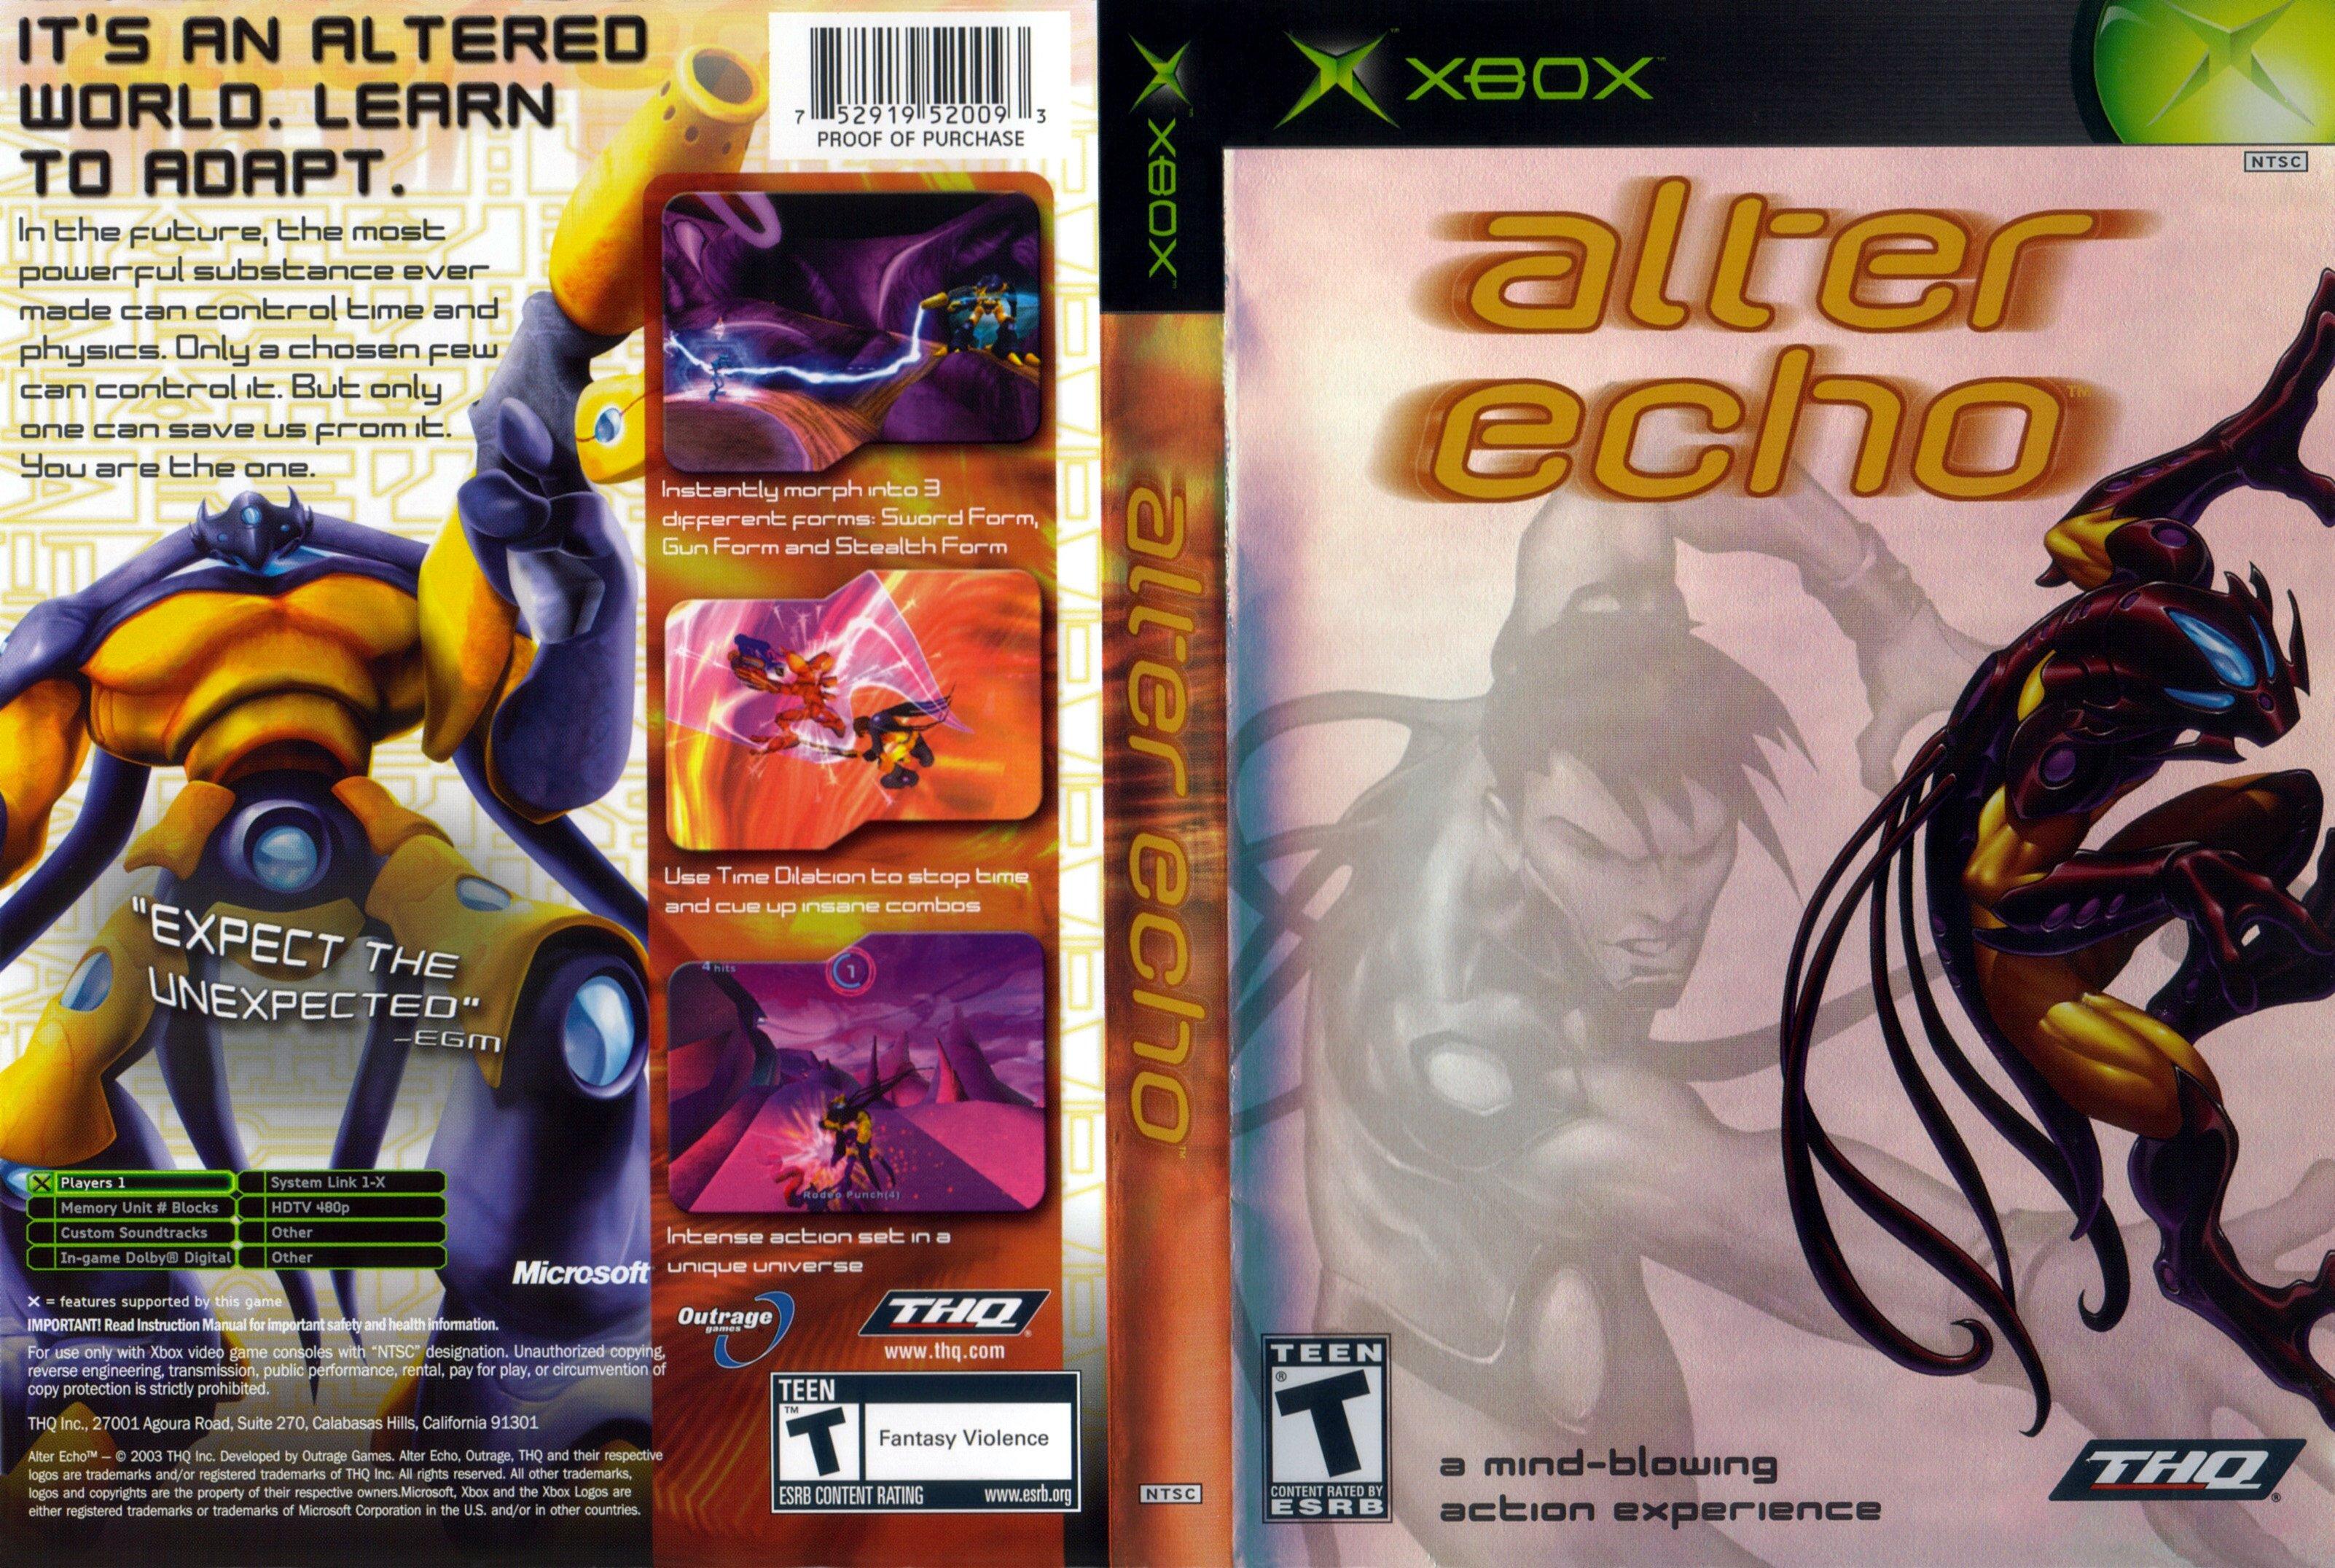 IT'S AN ALTERED
WORLD. LEARN
TO ADAPT.
In the future, the most
powerful substance ever
made can control time and
physics. Only a chosen few
can control it. But only
one can save us from it.
You are the one.
"EXPECT THE
UNEXPECTED"
-EGM
7 52919 52009 3
PROOF OF PURCHASE
Instantly morph into 3
different forms: Sword Form,
Gun Form and Stealth Form
Use Time Dilation to stop time
and cue up insane combos
4 hits
1
Rodeo Punch(4)
Intense action set in a
unique universe
X Players 1
System Link 1-X
Memory Unit # Blocks
HDTV 480p
Custom Soundtracks
Other
In-game Dolby® Digital
Other
Microsoft
X = features supported by this game
IMPORTANT! Read Instruction Manual for important safety and health information.
For use only with Xbox video game consoles with “NTSC” designation. Unauthorized copying,
reverse engineering, transmission, public performance, rental, pay for play, or circumvention of
copy protection is strictly prohibited.
THQ Inc., 27001 Agoura Road, Suite 270, Calabasas Hills, California 91301
Alter Echo™ – © 2003 THQ Inc. Developed by Outrage Games. Alter Echo, Outrage, THQ and their respective
logos are trademarks and/or registered trademarks of THQ Inc. All rights reserved. All other trademarks,
logos and copyrights are the property of their respective owners.Microsoft, Xbox and the Xbox Logos are
either registered trademarks or trademarks of Microsoft Corporation in the U.S. and/or in other countries.
Outrage
games
THQ®
www.thq.com
TEEN
T™
Fantasy Violence
ESRB CONTENT RATING www.esrb.org
XBOX™
alter echo™
NTSC
XBOX™
NTSC
alter
echo™
TEEN
T®
CONTENT RATED BY
ESRB
a mind-blowing
action experience
THQ®